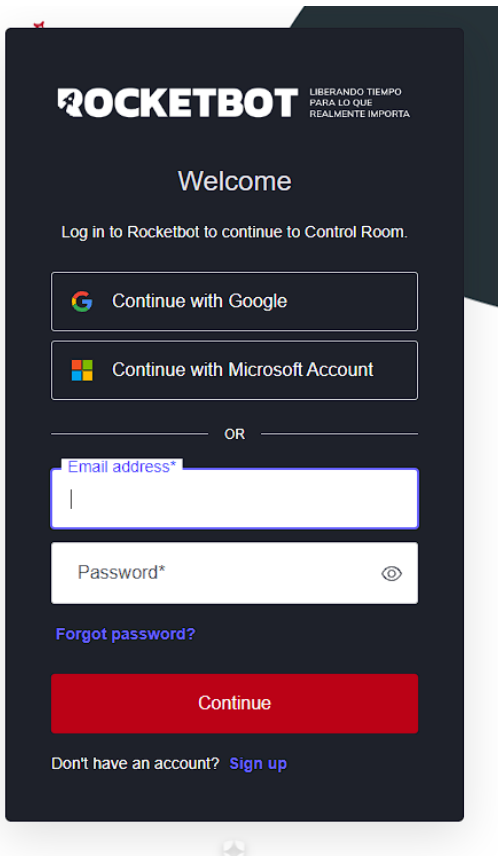 ROCKETBOT
LIBERANDO TIEMPO
PARA LO QUE
REALMENTE IMPORTA
Welcome
Log in to Rocketbot to continue to Control Room.
Continue with Google
Continue with Microsoft Account
OR
Email address*
Password*
Forgot password?
Continue
Don't have an account? Sign up